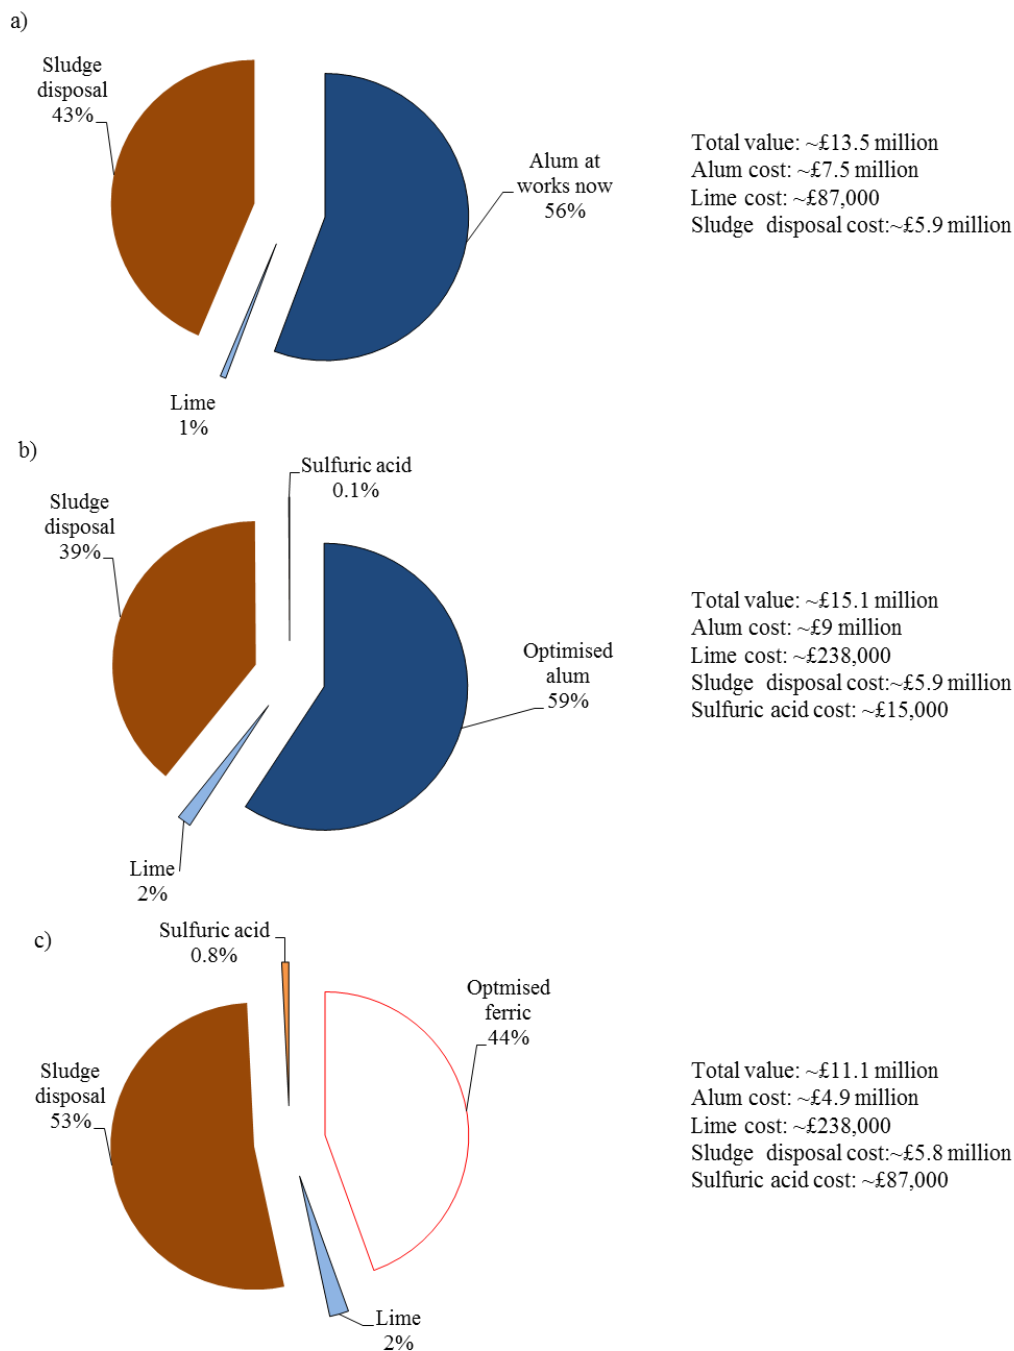 a)
Sludge
disposal
43%
Alum at
works now
56%
Lime
1%
Total value: ~£13.5 million
Alum cost: ~£7.5 million
Lime cost: ~£87,000
Sludge disposal cost:~£5.9 million
b)
Sulfuric acid
0.1%
Sludge
disposal
39%
Optimised
alum
59%
Lime
2%
Total value: ~£15.1 million
Alum cost: ~£9 million
Lime cost: ~£238,000
Sludge disposal cost:~£5.9 million
Sulfuric acid cost: ~£15,000
c)
Sulfuric acid
0.8%
Optmised
ferric
44%
Sludge
disposal
53%
Lime
2%
Total value: ~£11.1 million
Alum cost: ~£4.9 million
Lime cost: ~£238,000
Sludge disposal cost:~£5.8 million
Sulfuric acid cost: ~£87,000